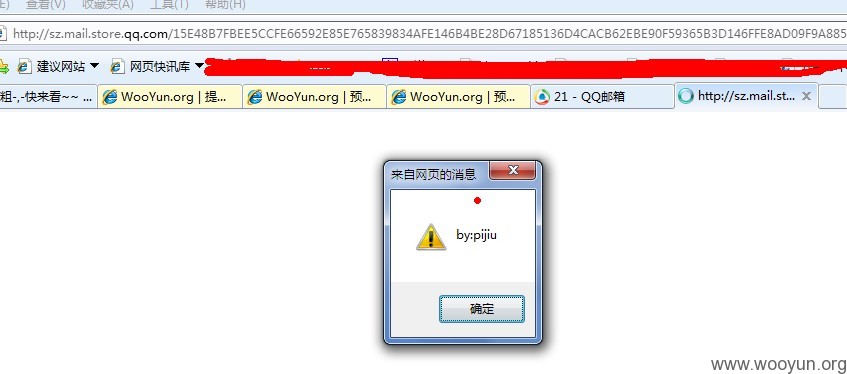 查看(V) 收藏夹(A) 工具(T) 帮助(H)
http://sz.mail.store.qq.com/15E48B7FBEE5CCFE66592E85E765839834AFE146B4BE28D67185136D4CACB62EBE90F59365B3D146FFE8AD09F9A885
建议网站 网页快讯库
粗-,-快来看~~ ... WooYun.org | 提... WooYun.org | 预... WooYun.org | 预... 21 - QQ邮箱 http://sz.mail.st...
来自网页的消息
by:pijiu
确定
www.wooyun.org